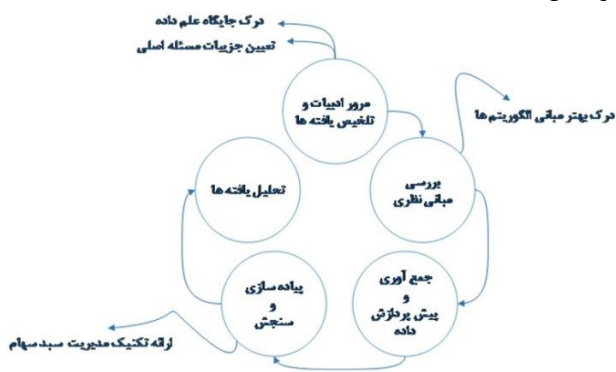 درک جایگاه علم داده
تعیین جزییات مسئله اصلی
مرور ادبیات و
تلخیص یافته ها
درک بهتر مبانی الگوریتم ها
بررسی
مبانی نظری
جمع آوری
و
پیش پردازش
داده
پیاده سازی
و
سنجش
ارائه تکنیک مدیریت سبد سهام
تحلیل یافته ها